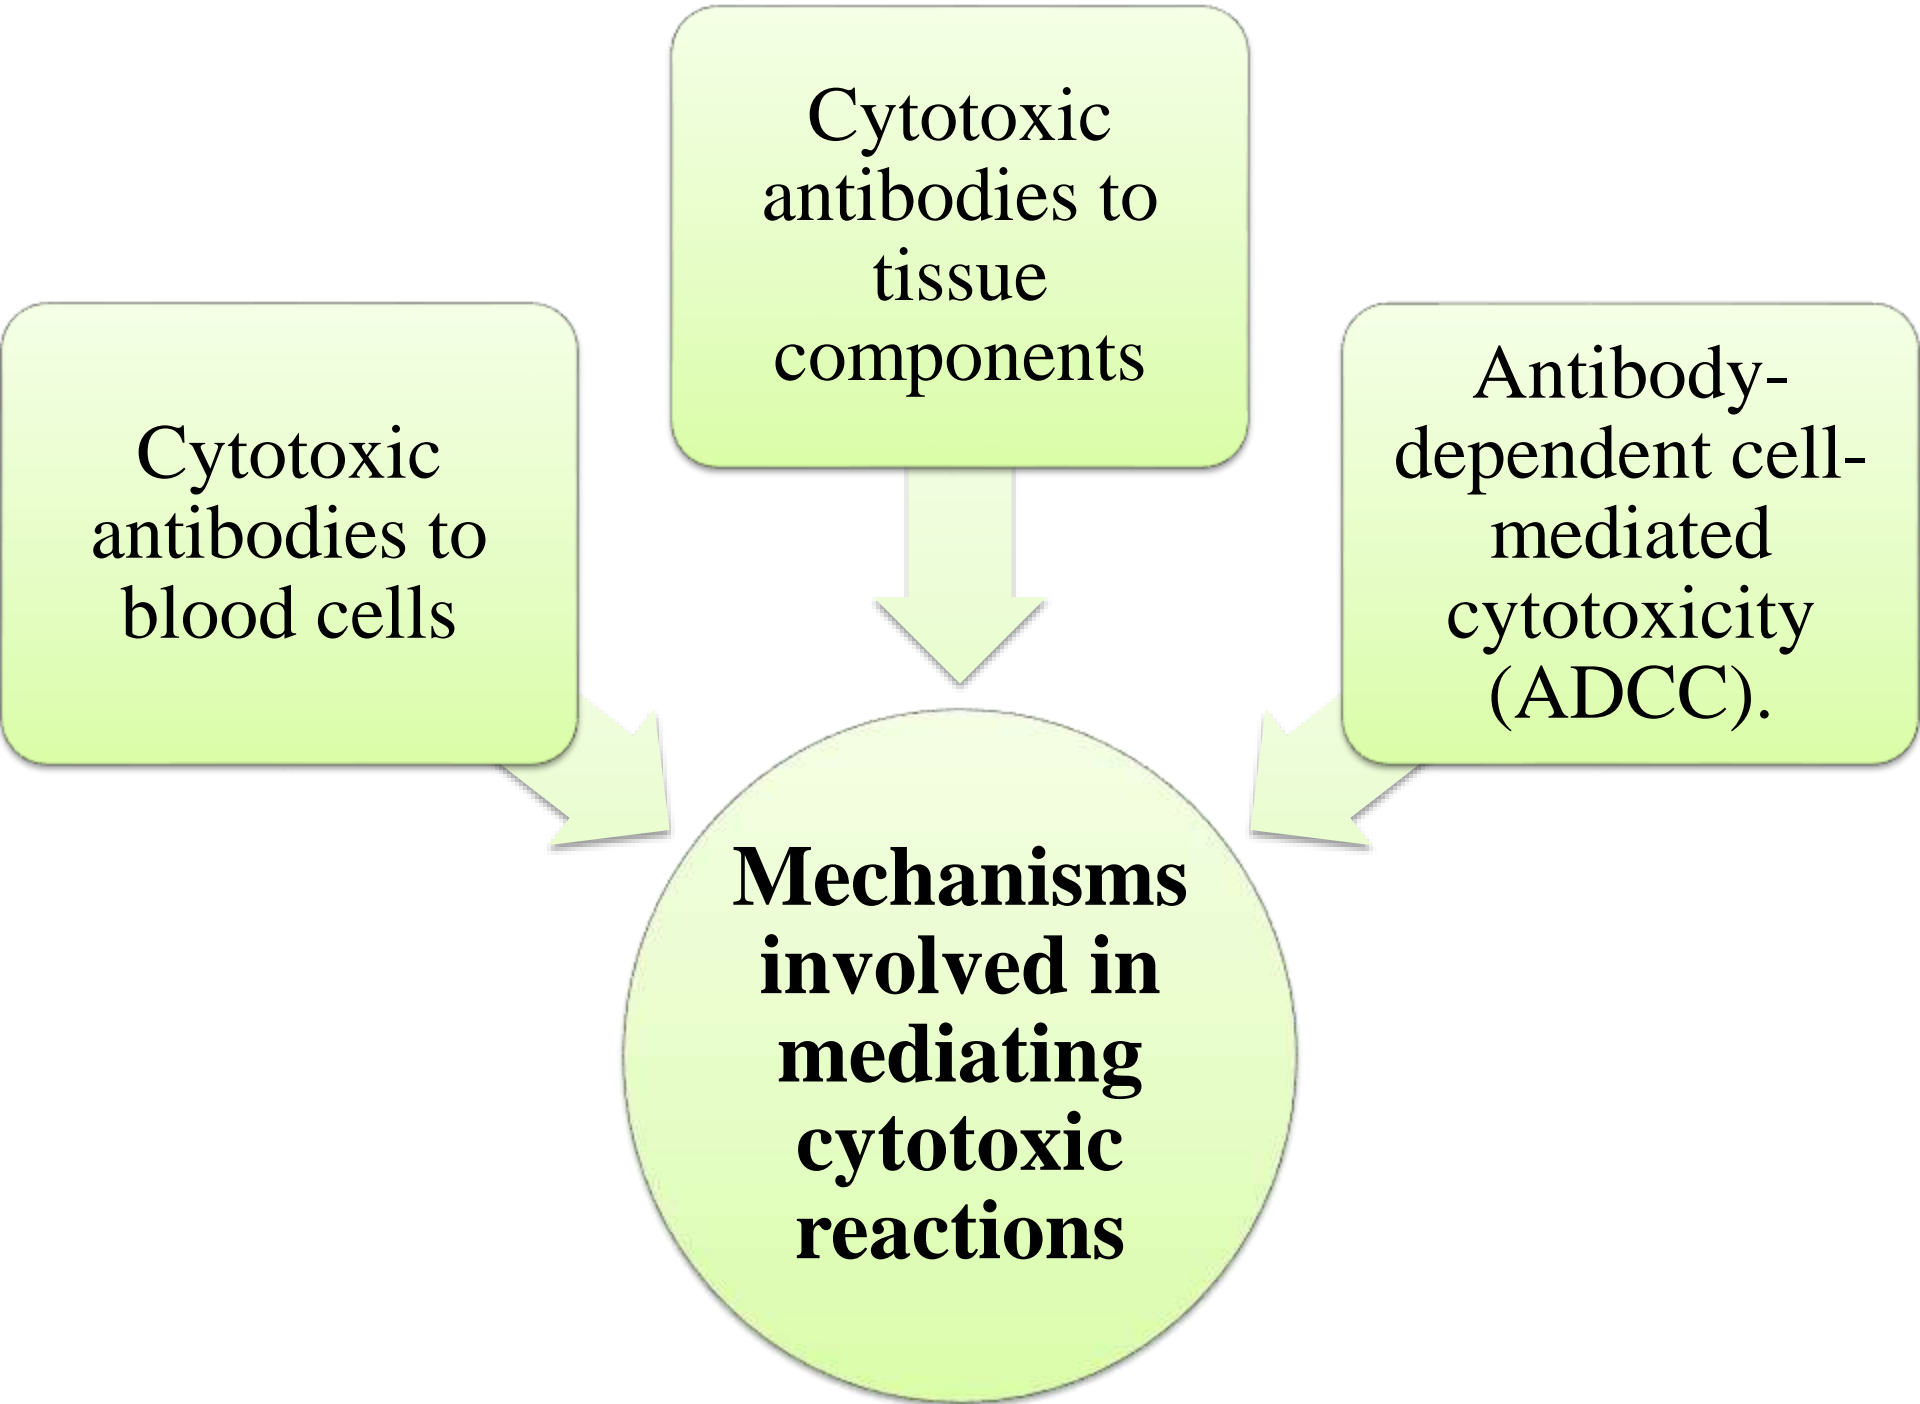 Cytotoxic
antibodies to
blood cells
Cytotoxic
antibodies to
tissue
components
Antibody-
dependent cell-
mediated
cytotoxicity
(ADCC).
Mechanisms
involved in
mediating
cytotoxic
reactions